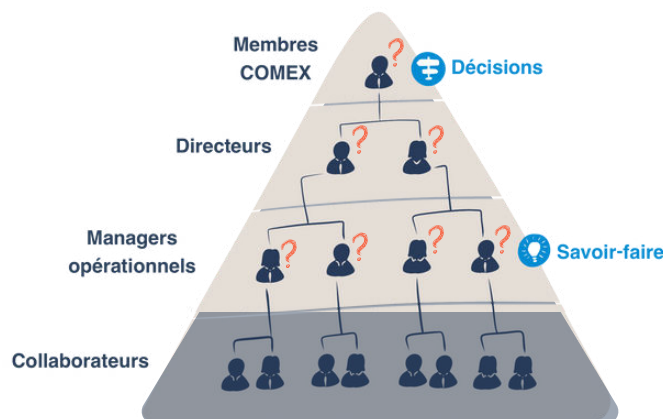 Membres
COMEX
?
Décisions
Directeurs
? ?
Managers
opérationnels
? ? ? ?
Savoir-faire
Collaborateurs